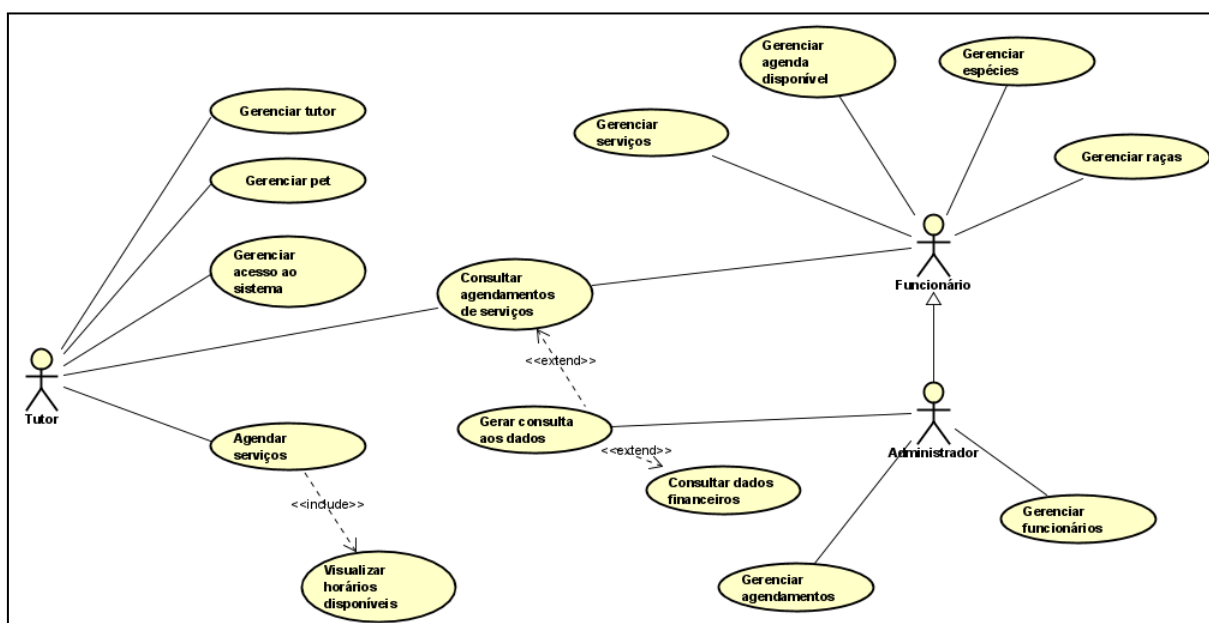 Gerenciar
agenda
disponível
Gerenciar
espécies
Gerenciar tutor
Gerenciar
serviços
Gerenciar raças
Gerenciar pet
Gerenciar
acesso ao
sistema
Consultar
agendamentos
de serviços
Funcionário
<<extend>>
Tutor
Agendar
serviços
Gerar consulta
aos dados
<<extend>>
Administrador
Consultar dados
financeiros
<<include>>
Gerenciar
funcionários
Visualizar
horários
disponíveis
Gerenciar
agendamentos